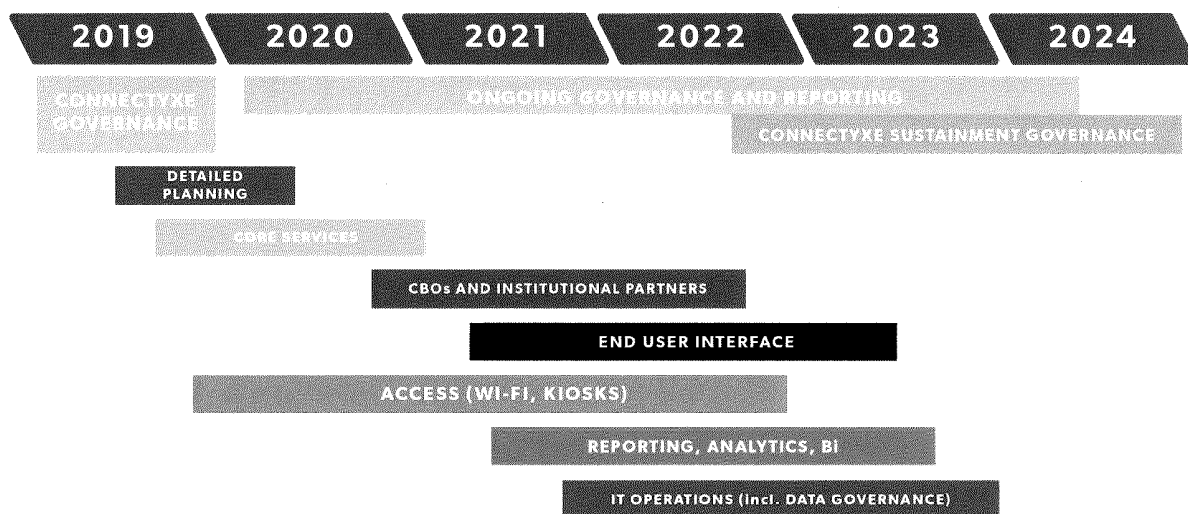 2019 2020 2021 2022 2023 2024
CONNECTYXE
GOVERNANCE
ONGOING GOVERNANCE AND REPORTING
CONNECTYXE SUSTAINMENT GOVERNANCE
DETAILED
PLANNING
CORE SERVICES
CBOs AND INSTITUTIONAL PARTNERS
END USER INTERFACE
ACCESS (WI-FI, KIOSKS)
REPORTING, ANALYTICS, Bi
IT OPERATIONS (incl. DATA GOVERNANCE)